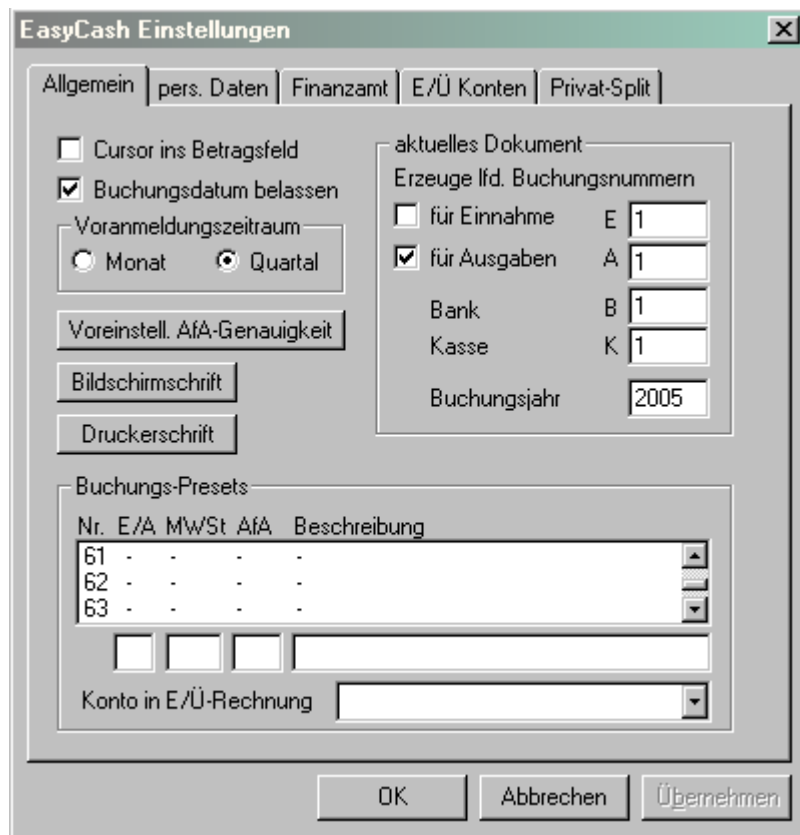 EasyCash Einstellungen
Allgemein pers. Daten Finanzamt E/Ü Konten Privat-Split
Cursor ins Betragsfeld
Buchungsdatum belassen
Voranmeldungszeitraum
Monat Quartal
Voreinstell. AfA-Genauigkeit
Bildschirmschrift
Druckerschrift
aktuelles Dokument
Erzeuge lfd. Buchungsnummern
für Einnahme E 1
für Ausgaben A 1
Bank B 1
Kasse K 1
Buchungsjahr 2005
Buchungs-Presets
Nr. E/A MWSt AfA Beschreibung
61 - - - -
62 - - - -
63 - - - -
Konto in E/Ü-Rechnung
OK Abbrechen Übernehmen